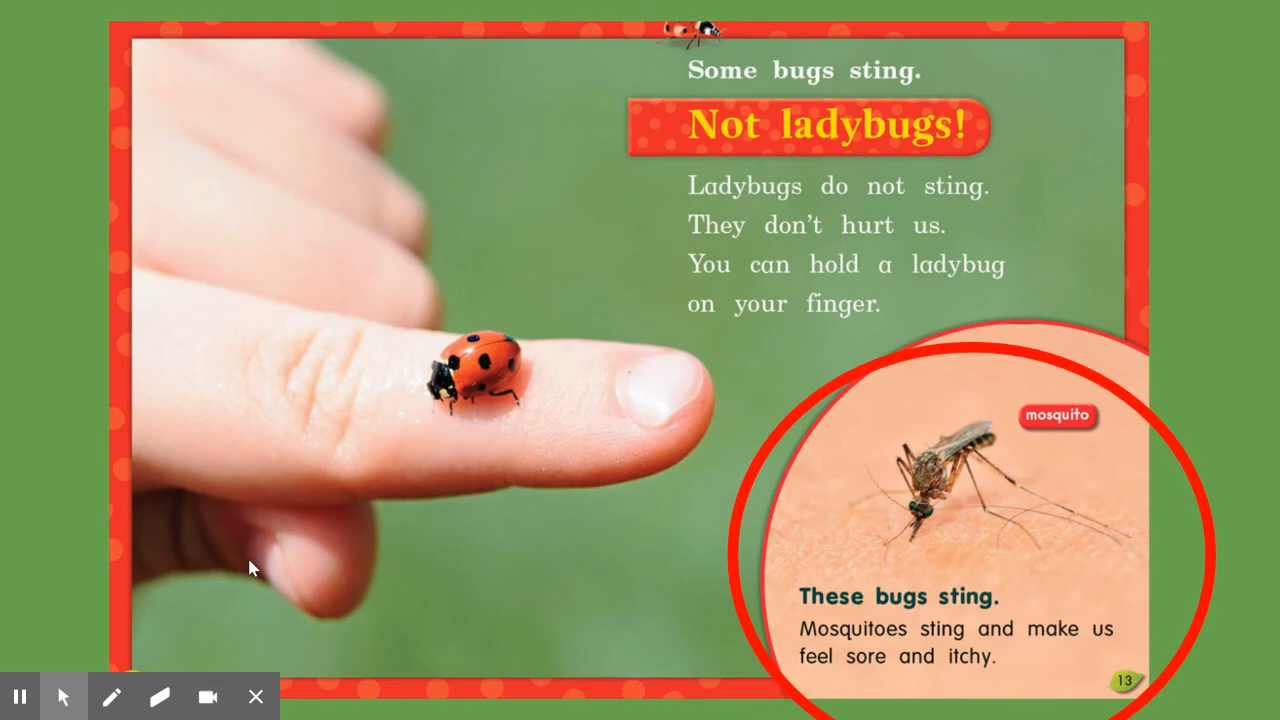 Some bugs sting.
Not ladybugs!
Ladybugs do not sting.
They don't hurt us.
You can hold a ladybug
on your finger.
mosquito
These bugs sting.
Mosquitoes sting and make us
feel sore and itchy.
13